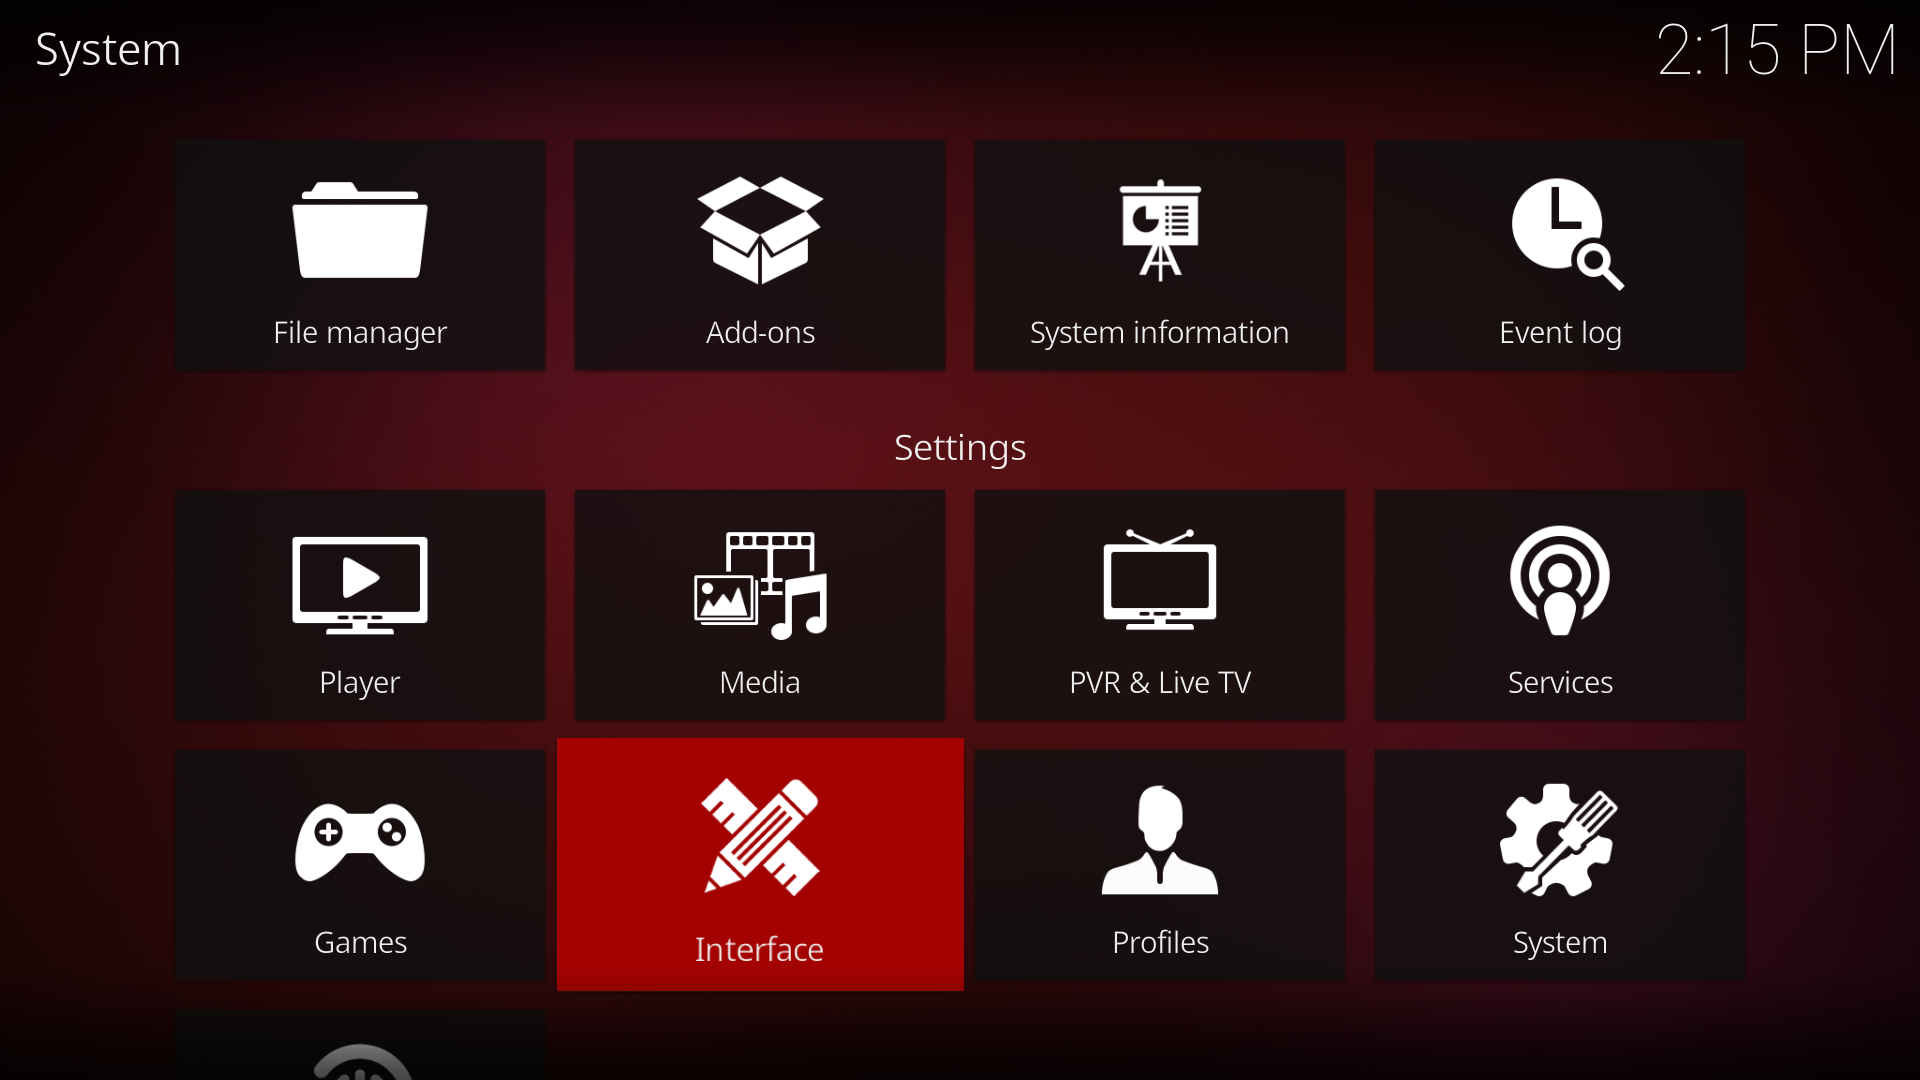 System
2:15 PM
File manager
Add-ons
System information
Event log
Settings
Player
Media
PVR & Live TV
Services
Games
Interface
Profiles
System